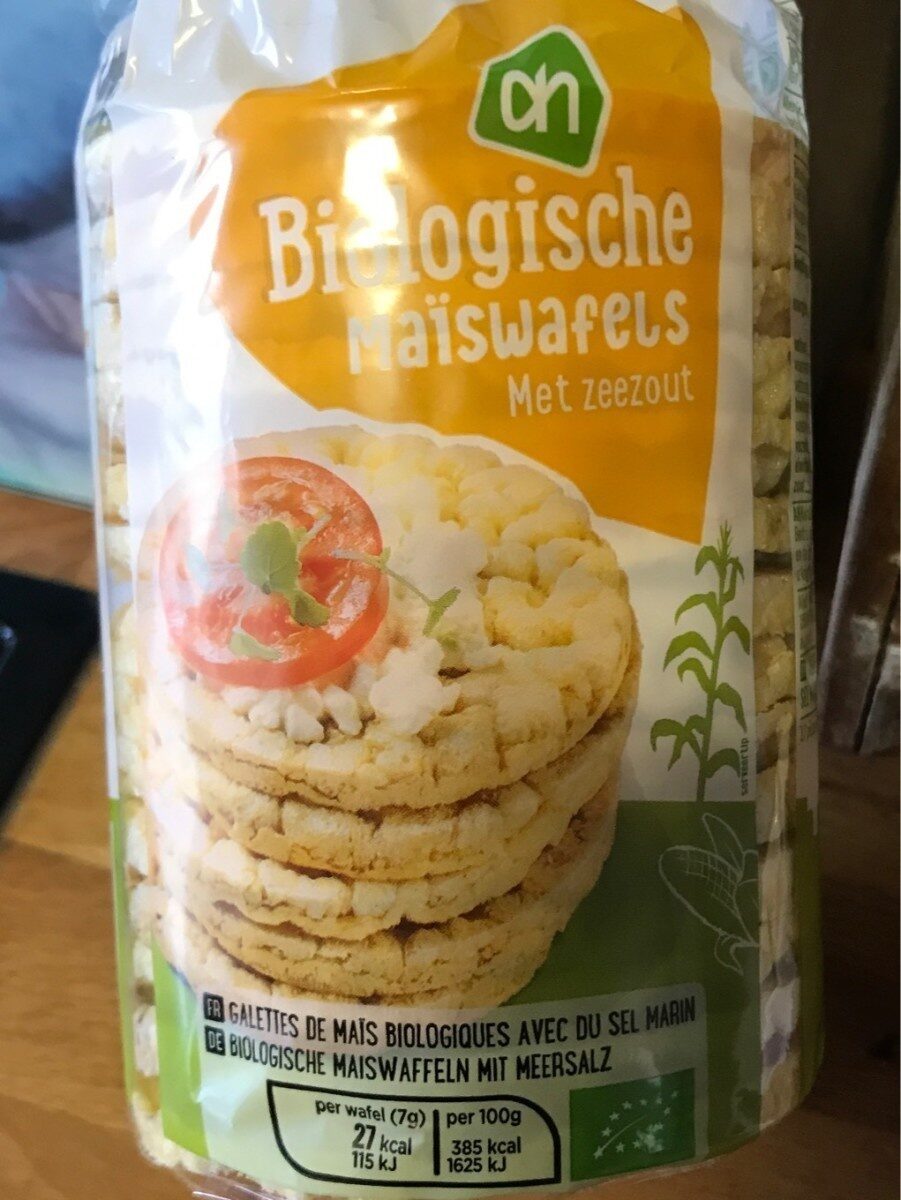 ah
Biologische
Maïswafels
Met zeezout
serveertip
FR GALETTES DE MAÏS BIOLOGIQUES AVEC DU SEL MARIN
DE BIOLOGISCHE MAISWAFFELN MIT MEERSALZ
per wafel (7g) per 100g
27 kcal 385 kcal
115 kJ 1625 kJ